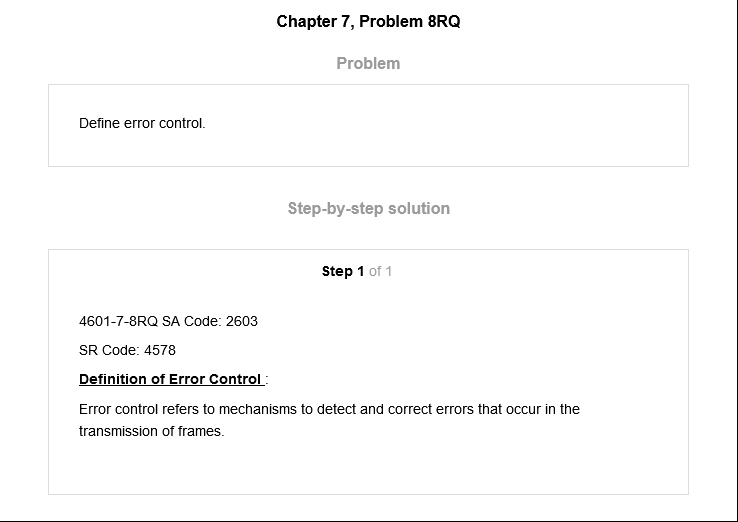 Chapter 7, Problem 8RQ
Problem
Define error control.
Step-by-step solution
Step 1 of 1
4601-7-8RQ SA Code: 2603
SR Code: 4578
Definition of Error Control :
Error control refers to mechanisms to detect and correct errors that occur in the
transmission of frames.